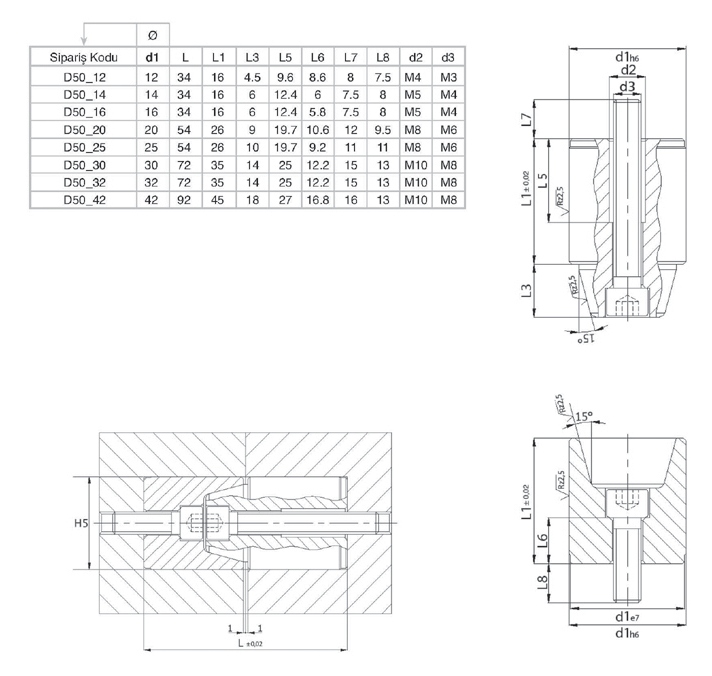 Ø
Sipariş Kodu d1 L L1 L3 L5 L6 L7 L8 d2 d3
D50_12 12 34 16 4.5 9.6 8.6 8 7.5 M4 M3
D50_14 14 34 16 6 12.4 6 7.5 8 M5 M4
D50_16 16 34 16 6 12.4 5.8 7.5 8 M5 M4
D50_20 20 54 26 9 19.7 10.6 12 9.5 M8 M6
D50_25 25 54 26 10 19.7 9.2 11 11 M8 M6
D50_30 30 72 35 14 25 12.2 15 13 M10 M8
D50_32 32 72 35 14 25 12.2 15 13 M10 M8
D50_42 42 92 45 18 27 16.8 16 13 M10 M8
d1h6
d2
d3
L7
L1±0,02
L5
Rz2,5
L3
Rz2,5
15°
Rz2,5
15°
L1±0,02
Rz2,5
L6
L8
d1e7
d1h6
H5
1 1
L ±0,02